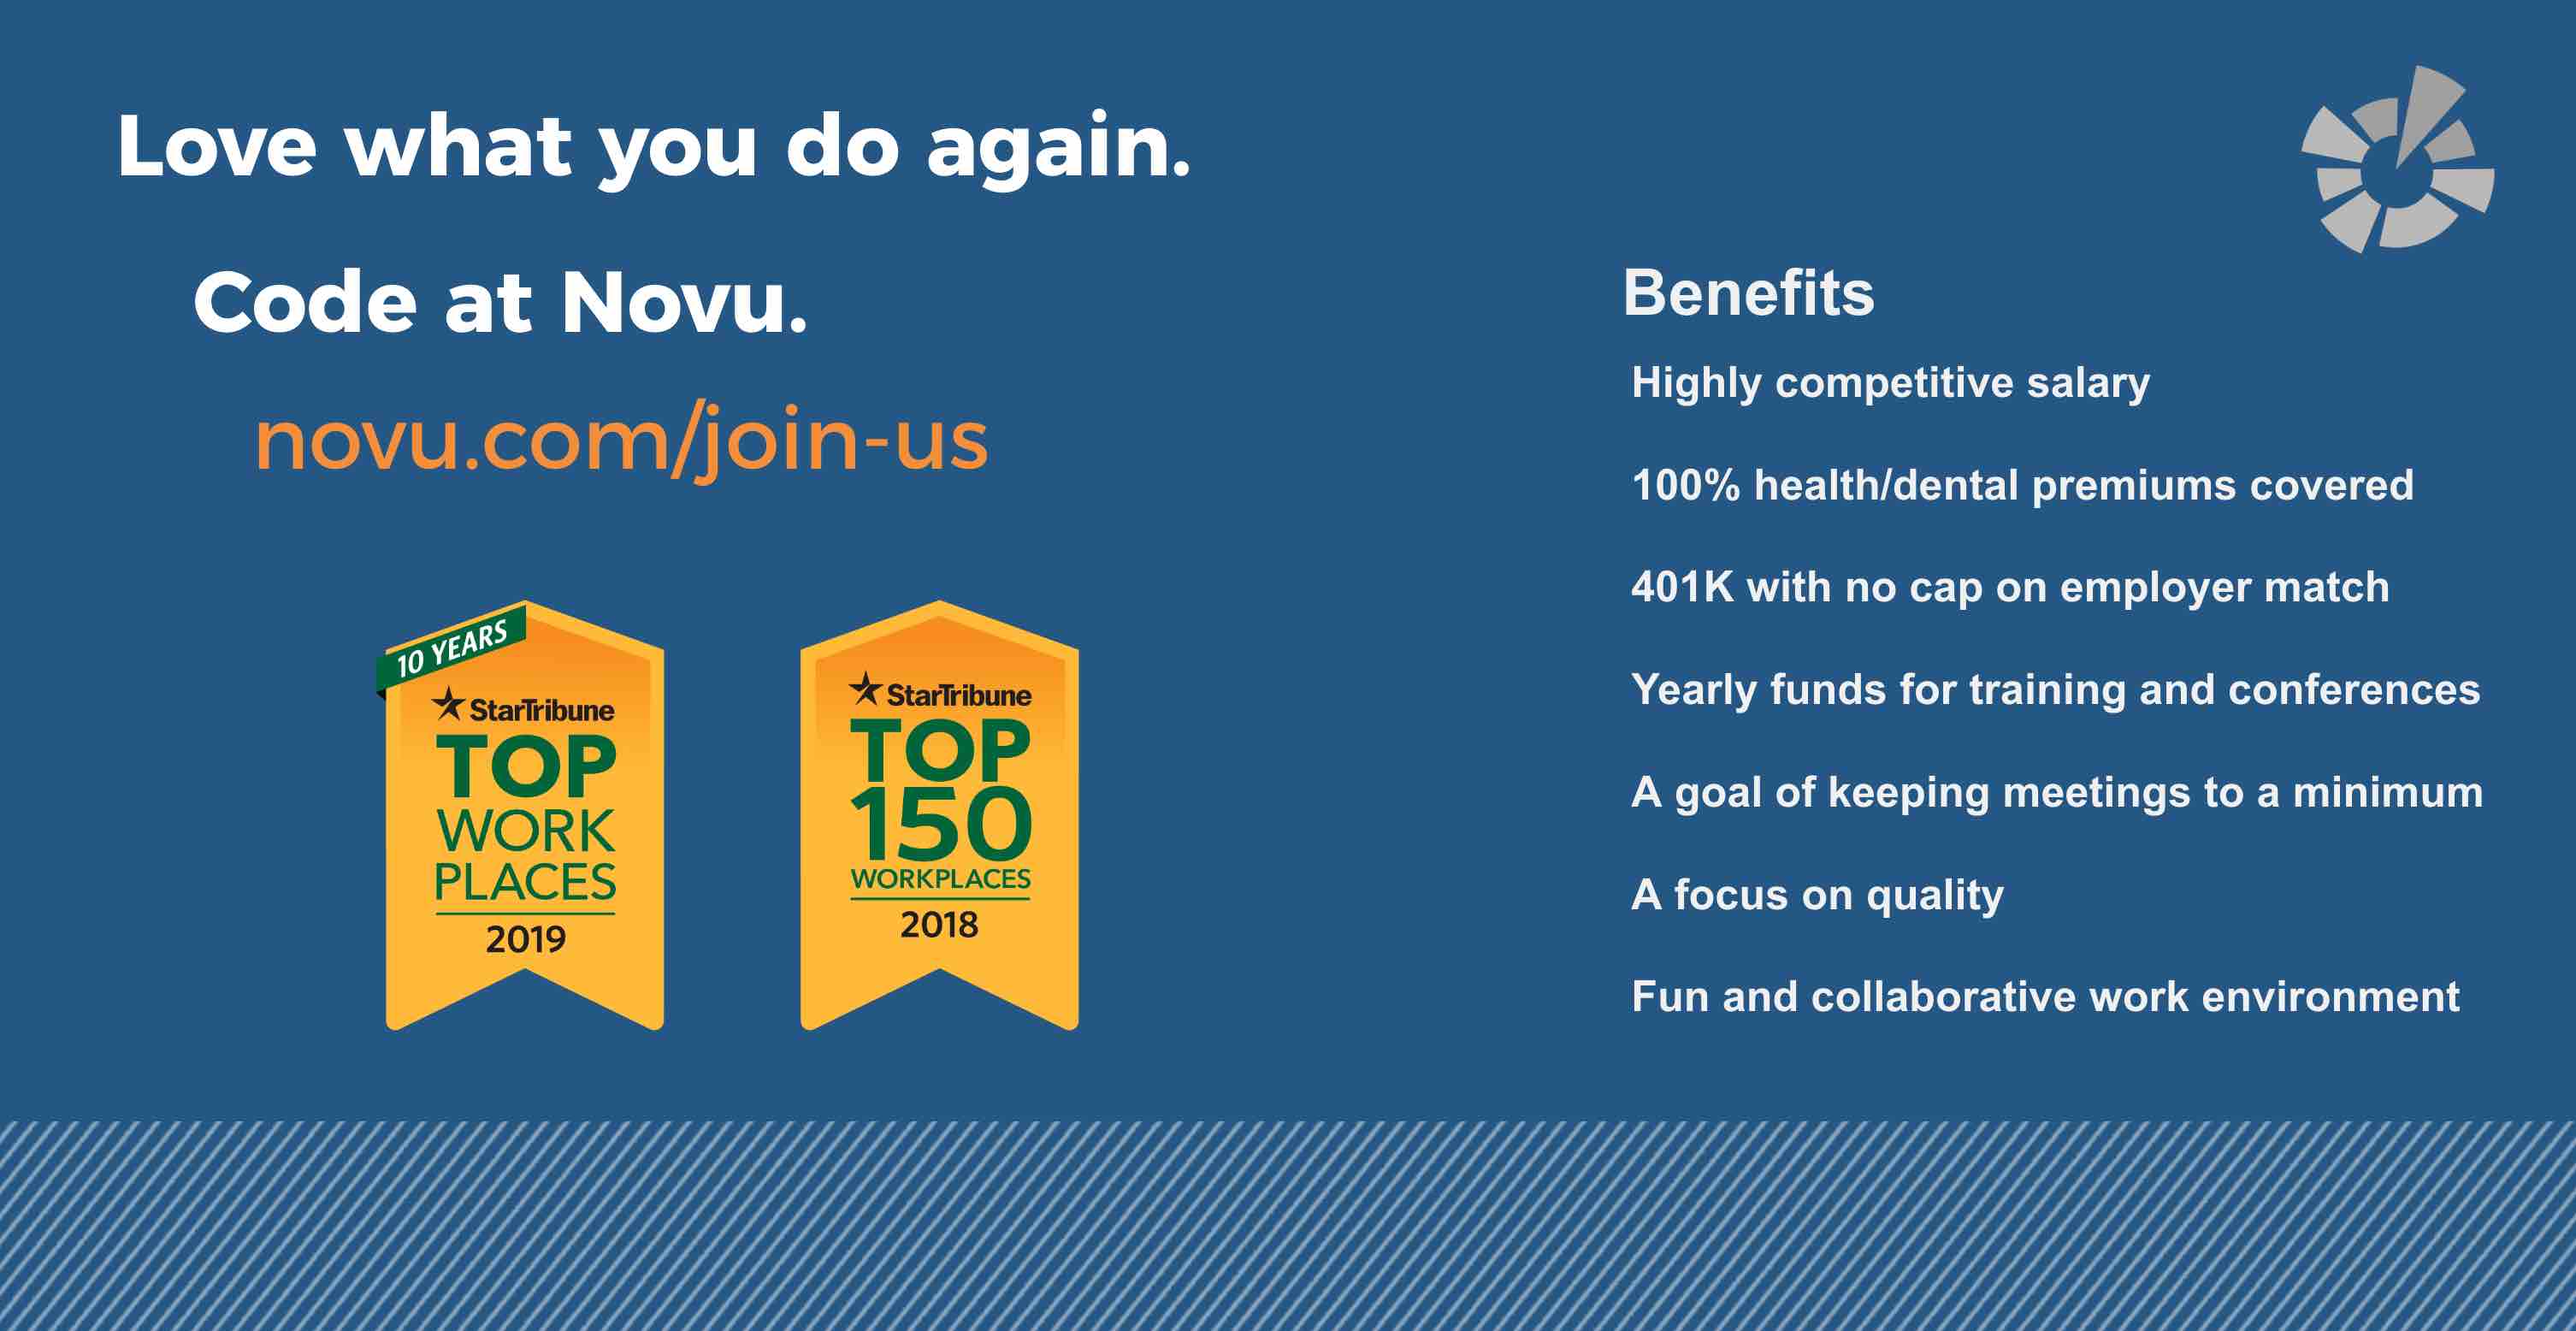 Love what you do again.
Code at Novu.
novu.com/join-us
10 YEARS
StarTribune
TOP
WORK
PLACES
2019
StarTribune
TOP
150
WORKPLACES
2018
Benefits
Highly competitive salary
100% health/dental premiums covered
401K with no cap on employer match
Yearly funds for training and conferences
A goal of keeping meetings to a minimum
A focus on quality
Fun and collaborative work environment